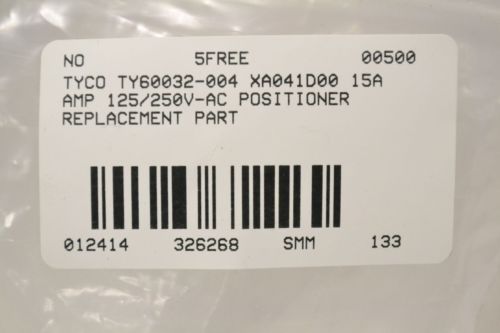 NO 5FREE 00500
TYCO TY60032-004 XA041D00 15A
AMP 125/250V-AC POSITIONER
REPLACEMENT PART
012414 326268 SMM 133